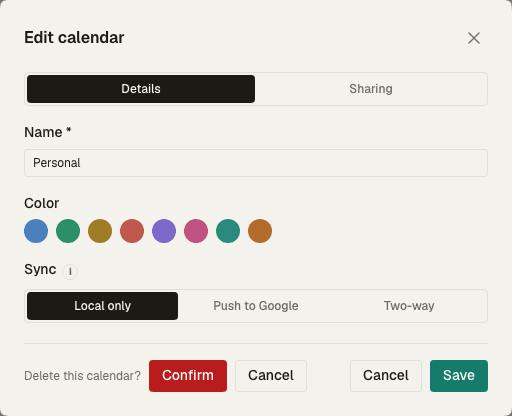 Edit calendar
Details Sharing
Name *
Personal
Color
Sync i
Local only Push to Google Two-way
Delete this calendar? Confirm Cancel Cancel Save